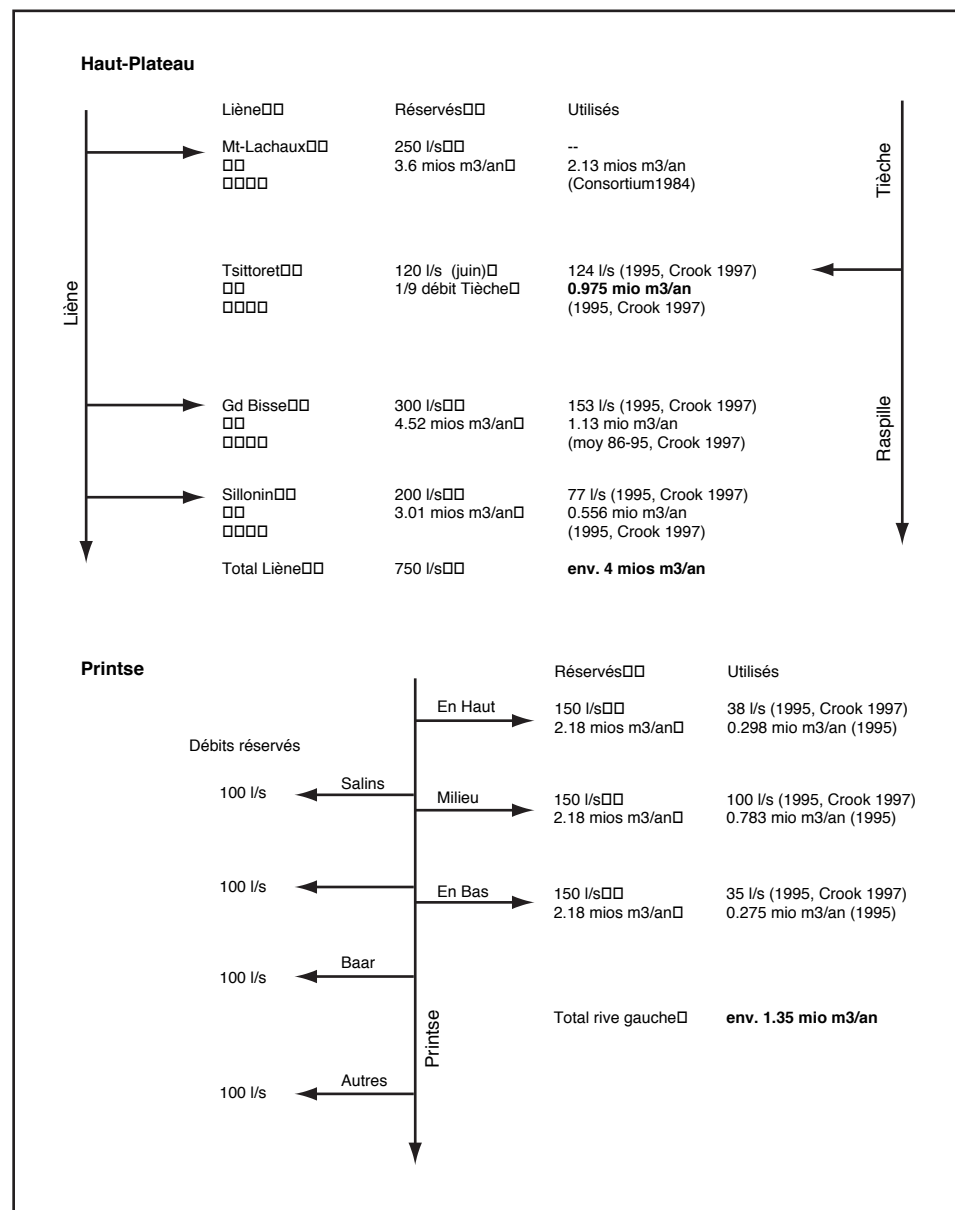 Haut-Plateau
Liène□□ Réservés□□ Utilisés
Mt-Lachaux□□ 250 l/s□□ --
□□ 3.6 mios m3/an□ 2.13 mios m3/an
□□□□ (Consortium1984)
Tièche
Tsittoret□□ 120 l/s (juin)□ 124 l/s (1995, Crook 1997)
□□ 1/9 débit Tièche□ 0.975 mio m3/an
□□□□ (1995, Crook 1997)
Liène
Gd Bisse□□ 300 l/s□□ 153 l/s (1995, Crook 1997)
□□ 4.52 mios m3/an□ 1.13 mio m3/an
□□□□ (moy 86-95, Crook 1997)
Raspille
Sillonin□□ 200 l/s□□ 77 l/s (1995, Crook 1997)
□□ 3.01 mios m3/an□ 0.556 mio m3/an
□□□□ (1995, Crook 1997)
Total Liène□□ 750 l/s□□ env. 4 mios m3/an
Printse
Réservés□□ Utilisés
En Haut 150 l/s□□ 38 l/s (1995, Crook 1997)
2.18 mios m3/an□ 0.298 mio m3/an (1995)
Débits réservés
100 l/s Salins
Milieu 150 l/s□□ 100 l/s (1995, Crook 1997)
2.18 mios m3/an□ 0.783 mio m3/an (1995)
100 l/s
En Bas 150 l/s□□ 35 l/s (1995, Crook 1997)
2.18 mios m3/an□ 0.275 mio m3/an (1995)
100 l/s Baar
Total rive gauche□ env. 1.35 mio m3/an
Printse
100 l/s Autres